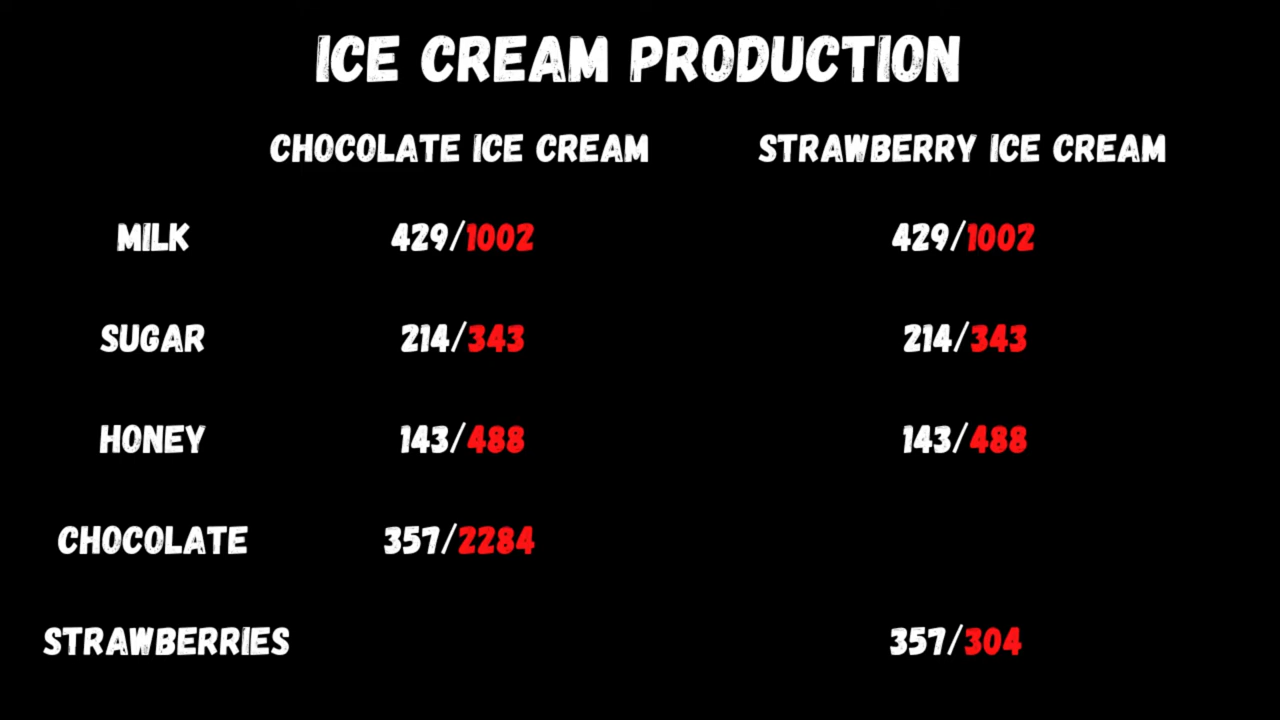 ICE CREAM PRODUCTION
CHOCOLATE ICE CREAM STRAWBERRY ICE CREAM
MILK 429/1002 429/1002
SUGAR 214/343 214/343
HONEY 143/488 143/488
CHOCOLATE 357/2284
STRAWBERRIES 357/304